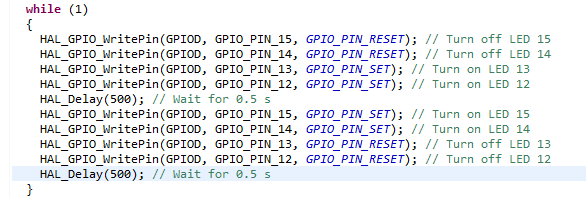 while (1)
{
HAL_GPIO_WritePin(GPIOD, GPIO_PIN_15, GPIO_PIN_RESET); // Turn off LED 15
HAL_GPIO_WritePin(GPIOD, GPIO_PIN_14, GPIO_PIN_RESET); // Turn off LED 14
HAL_GPIO_WritePin(GPIOD, GPIO_PIN_13, GPIO_PIN_SET); // Turn on LED 13
HAL_GPIO_WritePin(GPIOD, GPIO_PIN_12, GPIO_PIN_SET); // Turn on LED 12
HAL_Delay(500); // Wait for 0.5 s
HAL_GPIO_WritePin(GPIOD, GPIO_PIN_15, GPIO_PIN_SET); // Turn on LED 15
HAL_GPIO_WritePin(GPIOD, GPIO_PIN_14, GPIO_PIN_SET); // Turn on LED 14
HAL_GPIO_WritePin(GPIOD, GPIO_PIN_13, GPIO_PIN_RESET); // Turn off LED 13
HAL_GPIO_WritePin(GPIOD, GPIO_PIN_12, GPIO_PIN_RESET); // Turn off LED 12
HAL_Delay(500); // Wait for 0.5 s
}